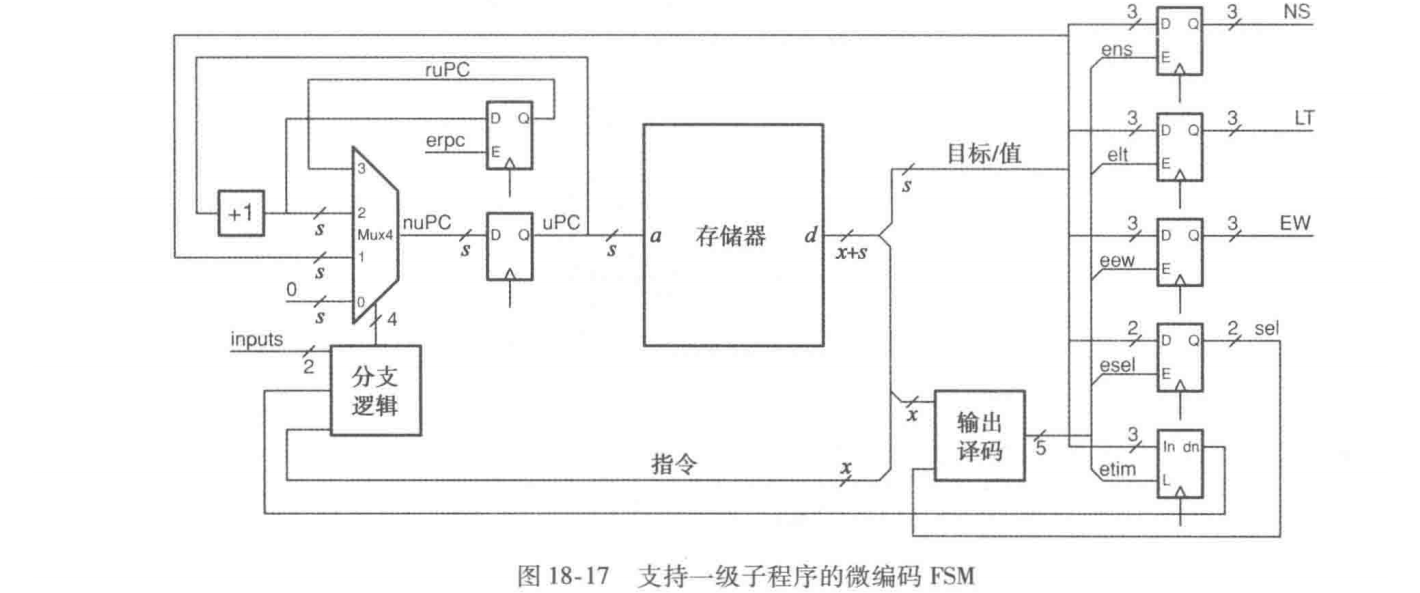 3 D Q 3 NS
ens E
ruPC
D Q
erpc E
3 D Q 3 LT
elt E
目标/值
s
3
+1 2 s
Mux4
nuPC s D Q uPC s
a 存储器 d x+s
1 s
0 s 0
3 D Q 3 EW
eew E
4
inputs 2
分支
逻辑
2 D Q 2 sel
esel E
x
输出
译码
5
3 In dn
etim L
指令 x
图 18-17 支持一级子程序的微编码 FSM